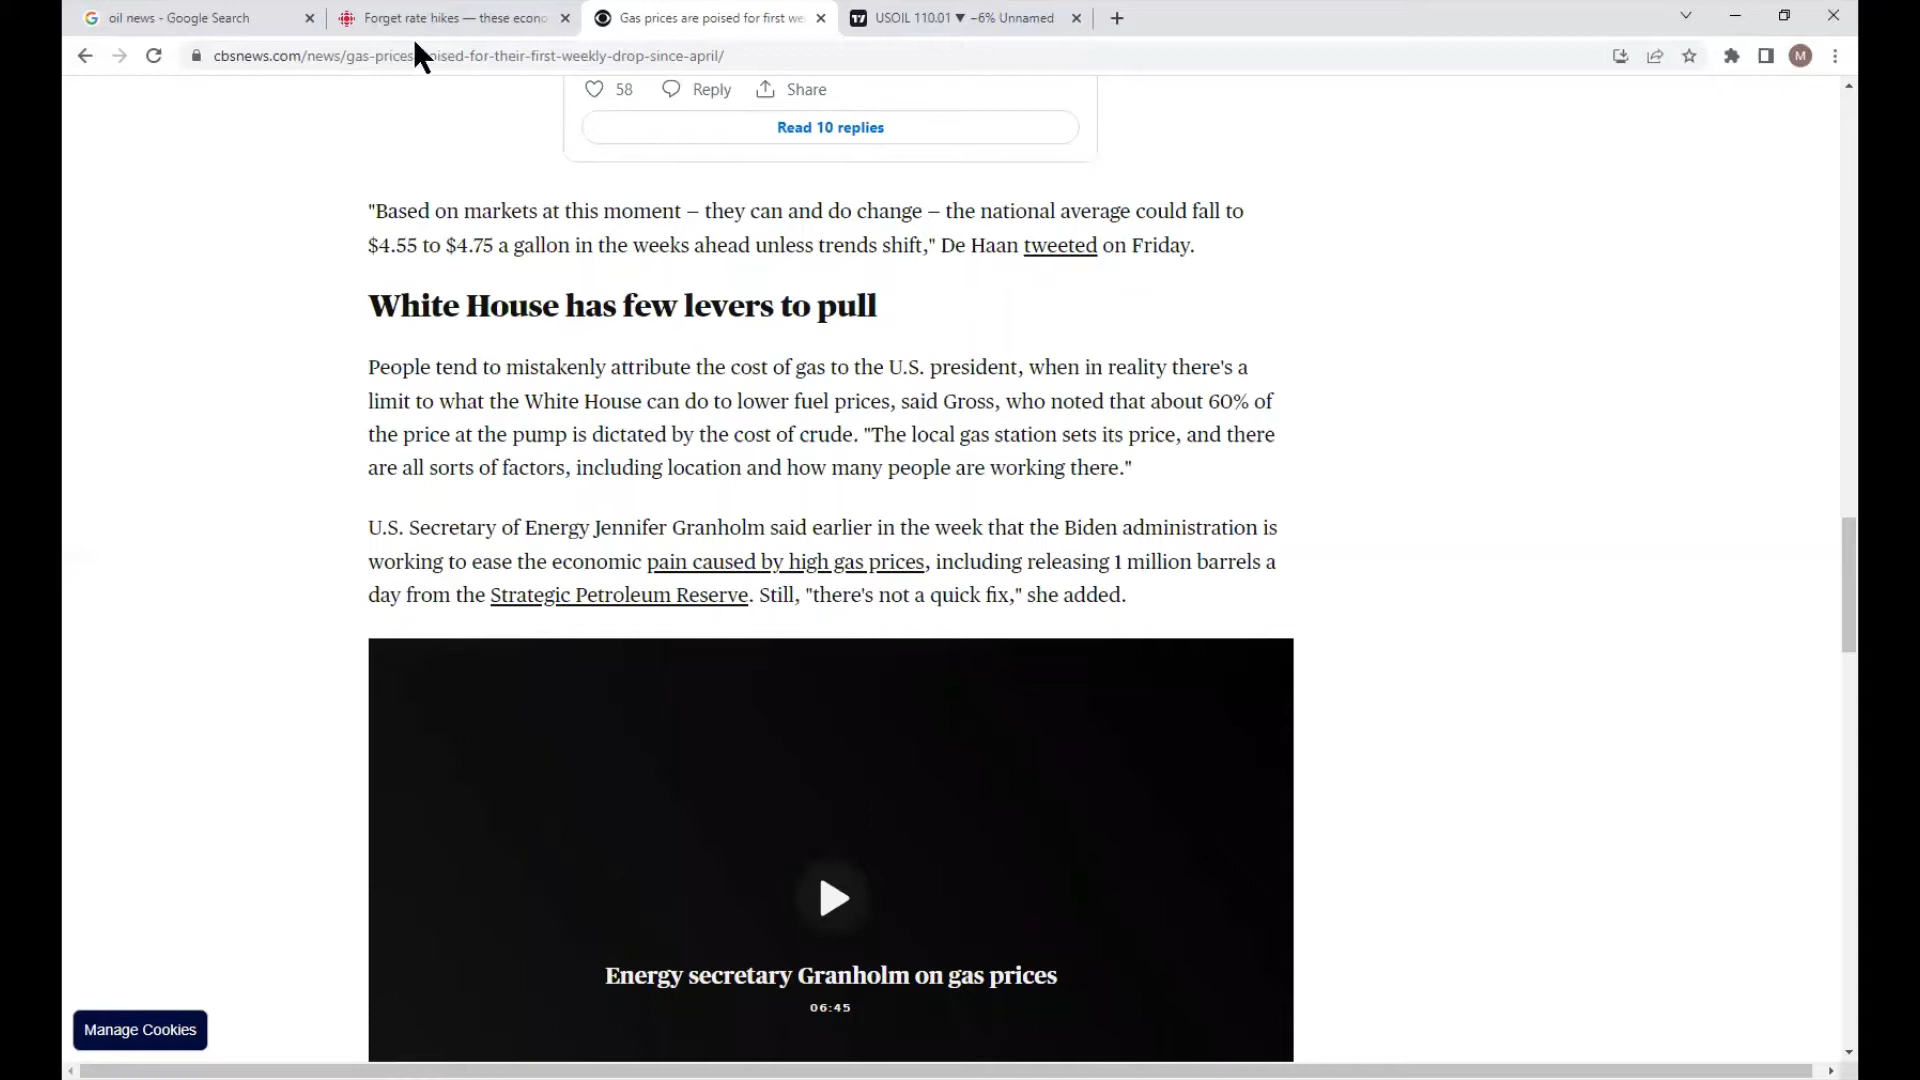 oil news - Google Search
Forget rate hikes — these econo
Gas prices are poised for first we
USOIL 110.01 ▼ −6% Unnamed
cbsnews.com/news/gas-prices oised-for-their-first-weekly-drop-since-april/
M
58
Reply
Share
Read 10 replies
"Based on markets at this moment – they can and do change – the national average could fall to
$4.55 to $4.75 a gallon in the weeks ahead unless trends shift," De Haan tweeted on Friday.
White House has few levers to pull
People tend to mistakenly attribute the cost of gas to the U.S. president, when in reality there's a
limit to what the White House can do to lower fuel prices, said Gross, who noted that about 60% of
the price at the pump is dictated by the cost of crude. "The local gas station sets its price, and there
are all sorts of factors, including location and how many people are working there."
U.S. Secretary of Energy Jennifer Granholm said earlier in the week that the Biden administration is
working to ease the economic pain caused by high gas prices, including releasing 1 million barrels a
day from the Strategic Petroleum Reserve. Still, "there's not a quick fix," she added.
Energy secretary Granholm on gas prices
06:45
Manage Cookies